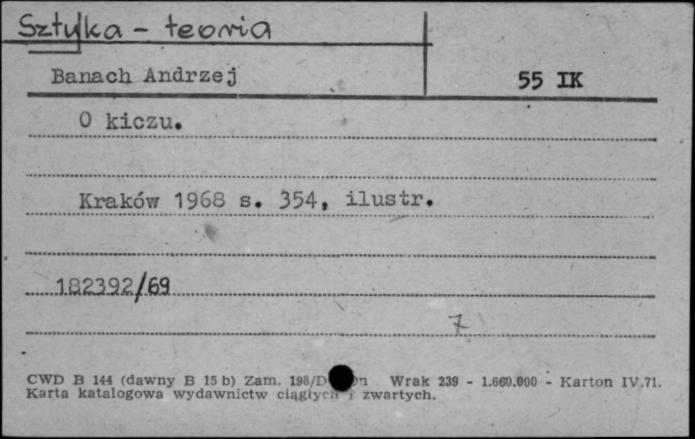 Sztuka - teoria
Banach Andrzej 55 IK
O kiczu.
Kraków 1968 s. 354, ilustr.
182392/69
7
CWD B 144 (dawny B 15 b) Zam. 198/D Wrak 239 - 1.660.000 - Karton IV.71.
Karta katalogowa wydawnictw ciągłych i zwartych.